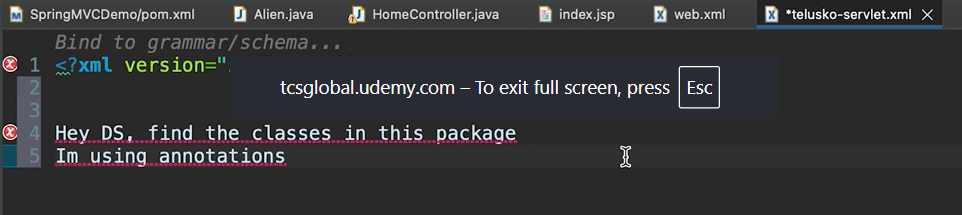 SpringMVCDemo/pom.xml Alien.java HomeController.java index.jsp web.xml *telusko-servlet.xml
Bind to grammar/schema...
1 <?xml version="
tcsglobal.udemy.com – To exit full screen, press Esc
2
3
4 Hey DS, find the classes in this package
5 Im using annotations